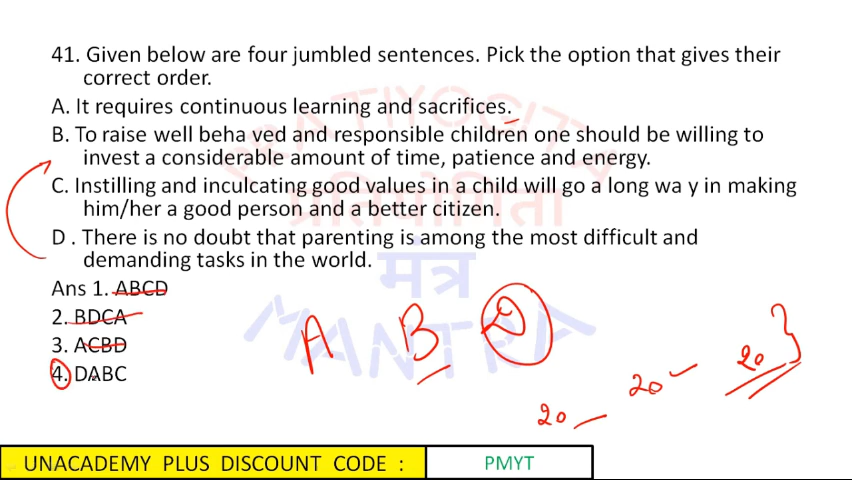 41. Given below are four jumbled sentences. Pick the option that gives their
correct order.
A. It requires continuous learning and sacrifices.
B. To raise well beha ved and responsible children one should be willing to
invest a considerable amount of time, patience and energy.
C. Instilling and inculcating good values in a child will go a long wa y in making
him/her a good person and a better citizen.
D . There is no doubt that parenting is among the most difficult and
demanding tasks in the world.
Ans 1. ABCD
2. BDCA
3. ACBD
4. DABC
A B
20 20 20
PRATIYOGITA
प्रतियोगिता
मंत्र
MANTRA
UNACADEMY PLUS DISCOUNT CODE : PMYT